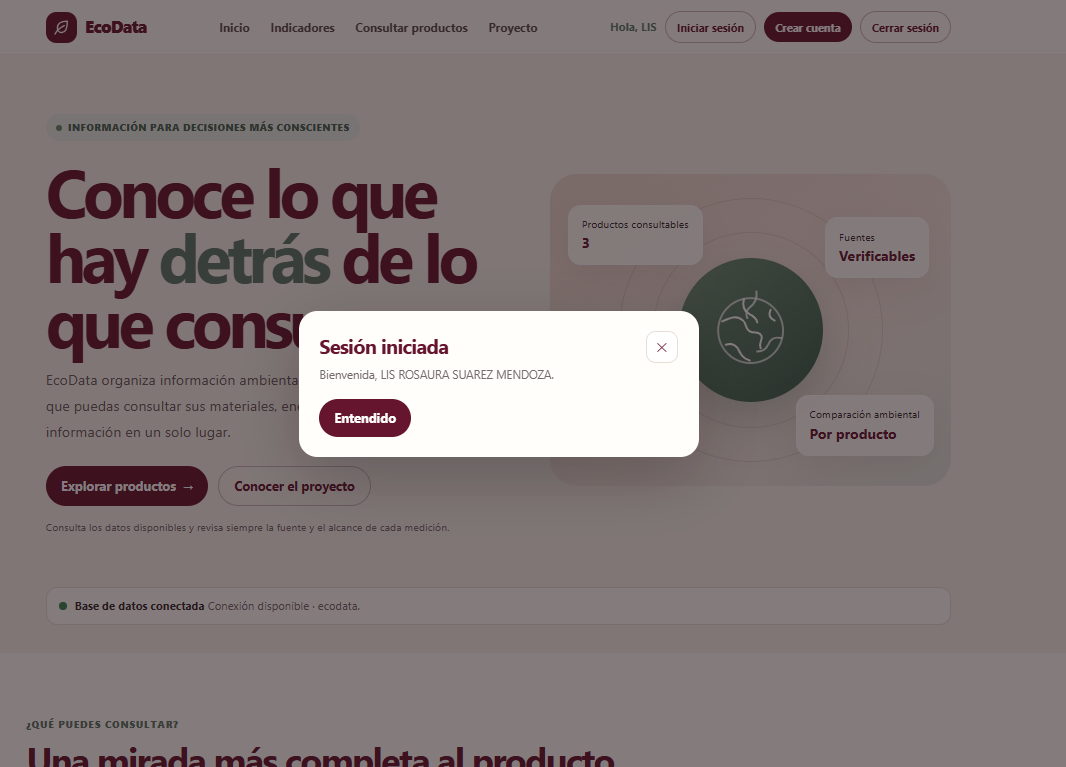 EcoData
Inicio
Indicadores
Consultar productos
Proyecto
Hola, LIS
Iniciar sesión
Crear cuenta
Cerrar sesión
INFORMACIÓN PARA DECISIONES MÁS CONSCIENTES
Conoce lo que
hay detrás de lo
que consu
EcoData organiza información ambienta
que puedas consultar sus materiales, en
información en un solo lugar.
Explorar productos →
Conocer el proyecto
Consulta los datos disponibles y revisa siempre la fuente y el alcance de cada medición.
Productos consultables
3
Fuentes
Verificables
Comparación ambiental
Por producto
Sesión iniciada
Bienvenida, LIS ROSAURA SUAREZ MENDOZA.
Entendido
Base de datos conectada Conexión disponible · ecodata.
¿QUÉ PUEDES CONSULTAR?
Una mirada más completa al producto